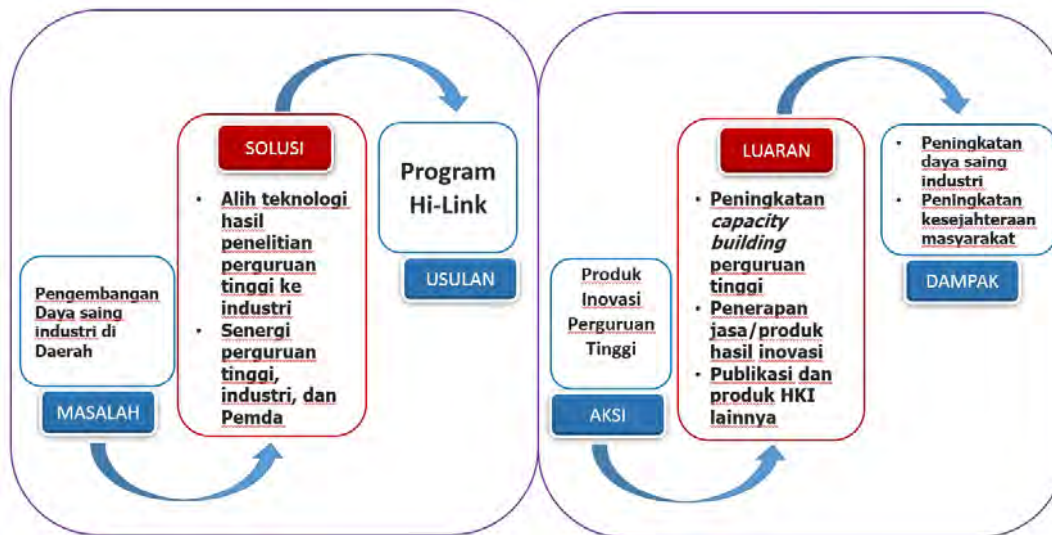 Pengembangan
Daya saing
industri di
Daerah
MASALAH
SOLUSI
• Alih teknologi
hasil
penelitian
perguruan
tinggi ke
industri
• Senergi
perguruan
tinggi,
industri, dan
Pemda
Program
Hi-Link
USULAN
Produk
Inovasi
Perguruan
Tinggi
AKSI
LUARAN
• Peningkatan
capacity
building
perguruan
tinggi
• Penerapan
jasa/produk
hasil inovasi
• Publikasi dan
produk HKI
lainnya
• Peningkatan
daya saing
industri
• Peningkatan
kesejahteraan
masyarakat
DAMPAK